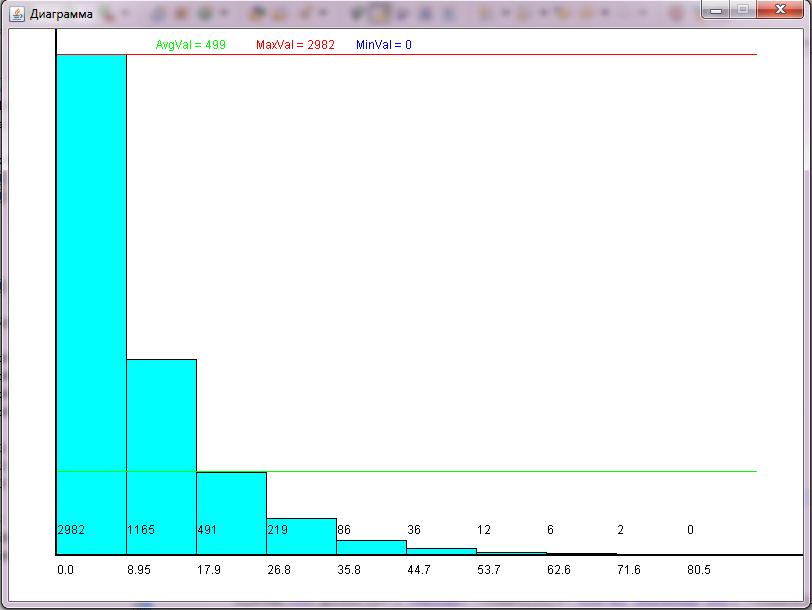 Диаграмма
AvgVal = 499 MaxVal = 2982 MinVal = 0
2982 1165 491 219 86 36 12 6 2 0
0.0 8.95 17.9 26.8 35.8 44.7 53.7 62.6 71.6 80.5